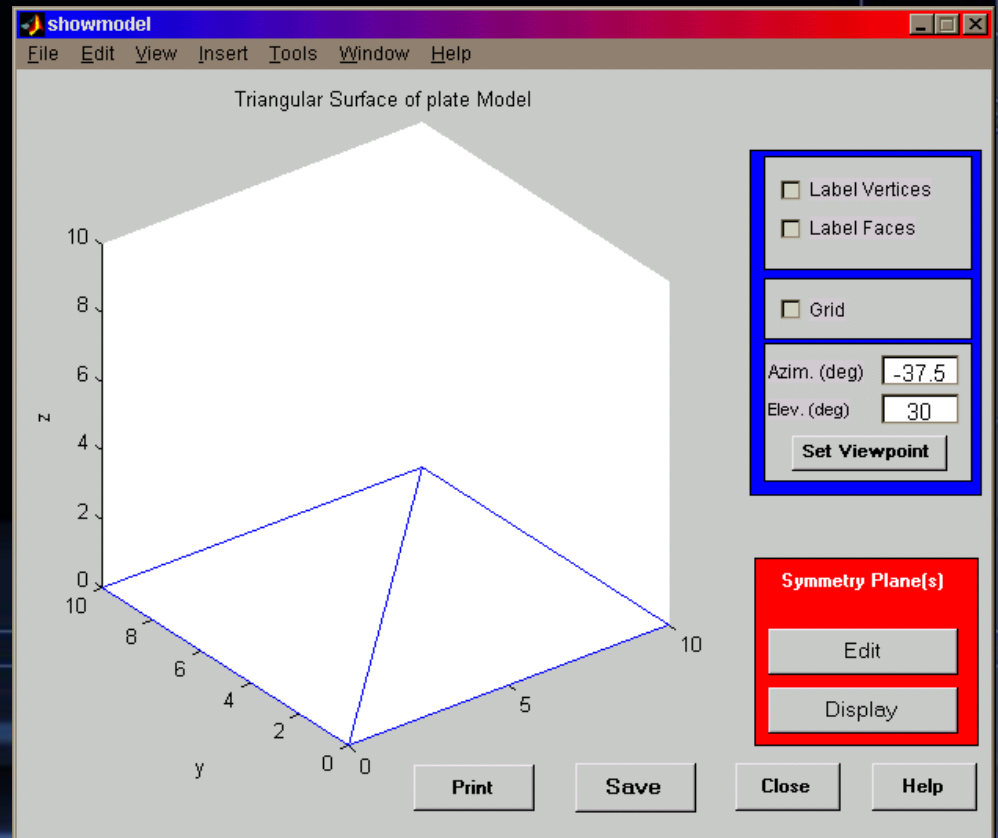 showmodel
File Edit View Insert Tools Window Help
Triangular Surface of plate Model
10
8
6
4
2
0
z
10
8
6
4
2
0
y
0
5
10
Label Vertices
Label Faces
Grid
Azim. (deg) -37.5
Elev. (deg) 30
Set Viewpoint
Symmetry Plane(s)
Edit
Display
Print Save Close Help